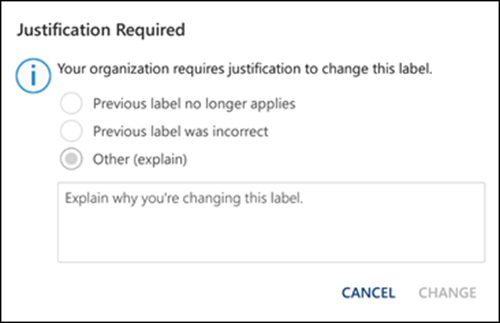 Justification Required
Your organization requires justification to change this label.
Previous label no longer applies
Previous label was incorrect
Other (explain)
Explain why you're changing this label.
CANCEL CHANGE